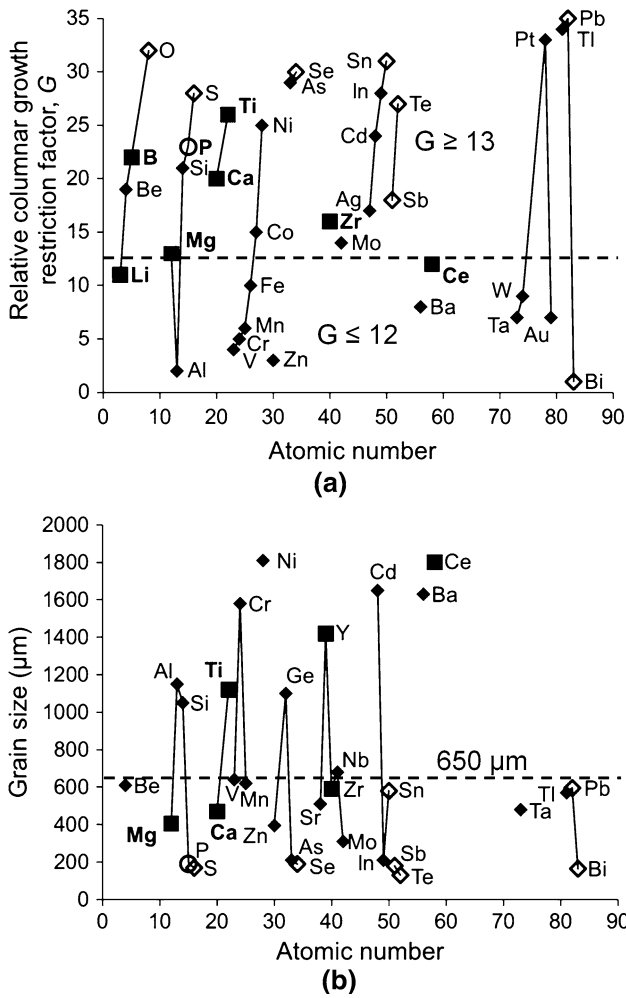 Relative columnar growth
restriction factor, G
35
30
25
20
15
10
5
0
O
S
P
Si
B
Be
Li
Mg
Al
Ti
Ca
Ni
Co
Fe
Mn
Cr
V
Zn
Se
As
Sn
In
Te
Cd
Ag
Sb
Zr
Mo
G ≥ 13
Ce
Ba
G ≤ 12
Pt
Pb
Tl
W
Ta
Au
Bi
0 10 20 30 40 50 60 70 80 90
Atomic number
(a)
Grain size (µm)
2000
1800
1600
1400
1200
1000
800
600
400
200
0
Ni
Cr
Al
Si
Ti
Ge
Y
Cd
Ce
Ba
650 µm
Be
Mg
P
S
V
Mn
Ca
Zn
As
Se
Sr
Nb
Zr
Mo
In
Sn
Sb
Te
Ta
Tl
Pb
Bi
0 10 20 30 40 50 60 70 80 90
Atomic number
(b)